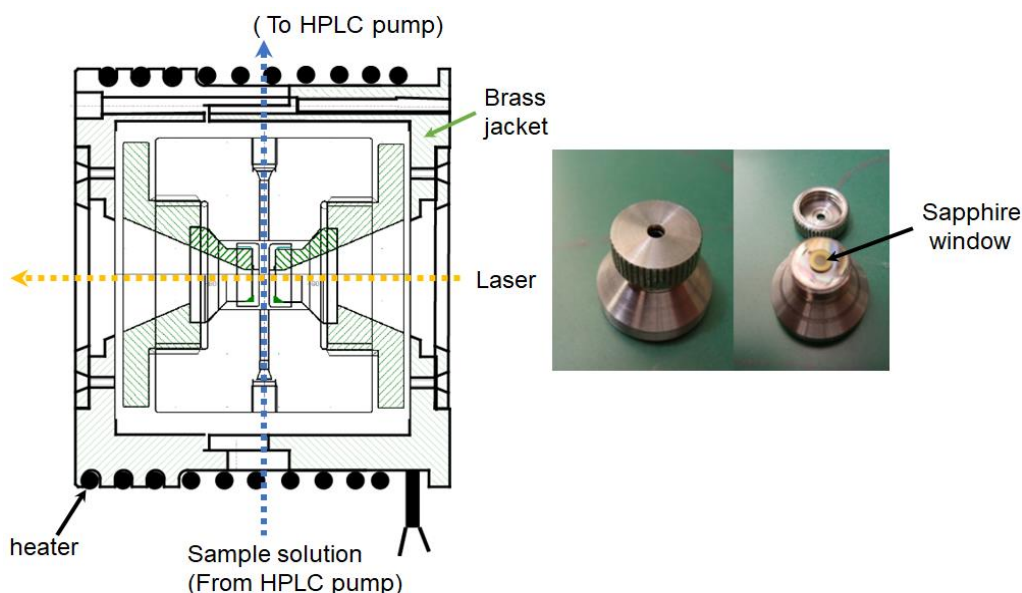 ( To HPLC pump)
Brass
jacket
Sapphire
window
Laser
heater
Sample solution
(From HPLC pump)